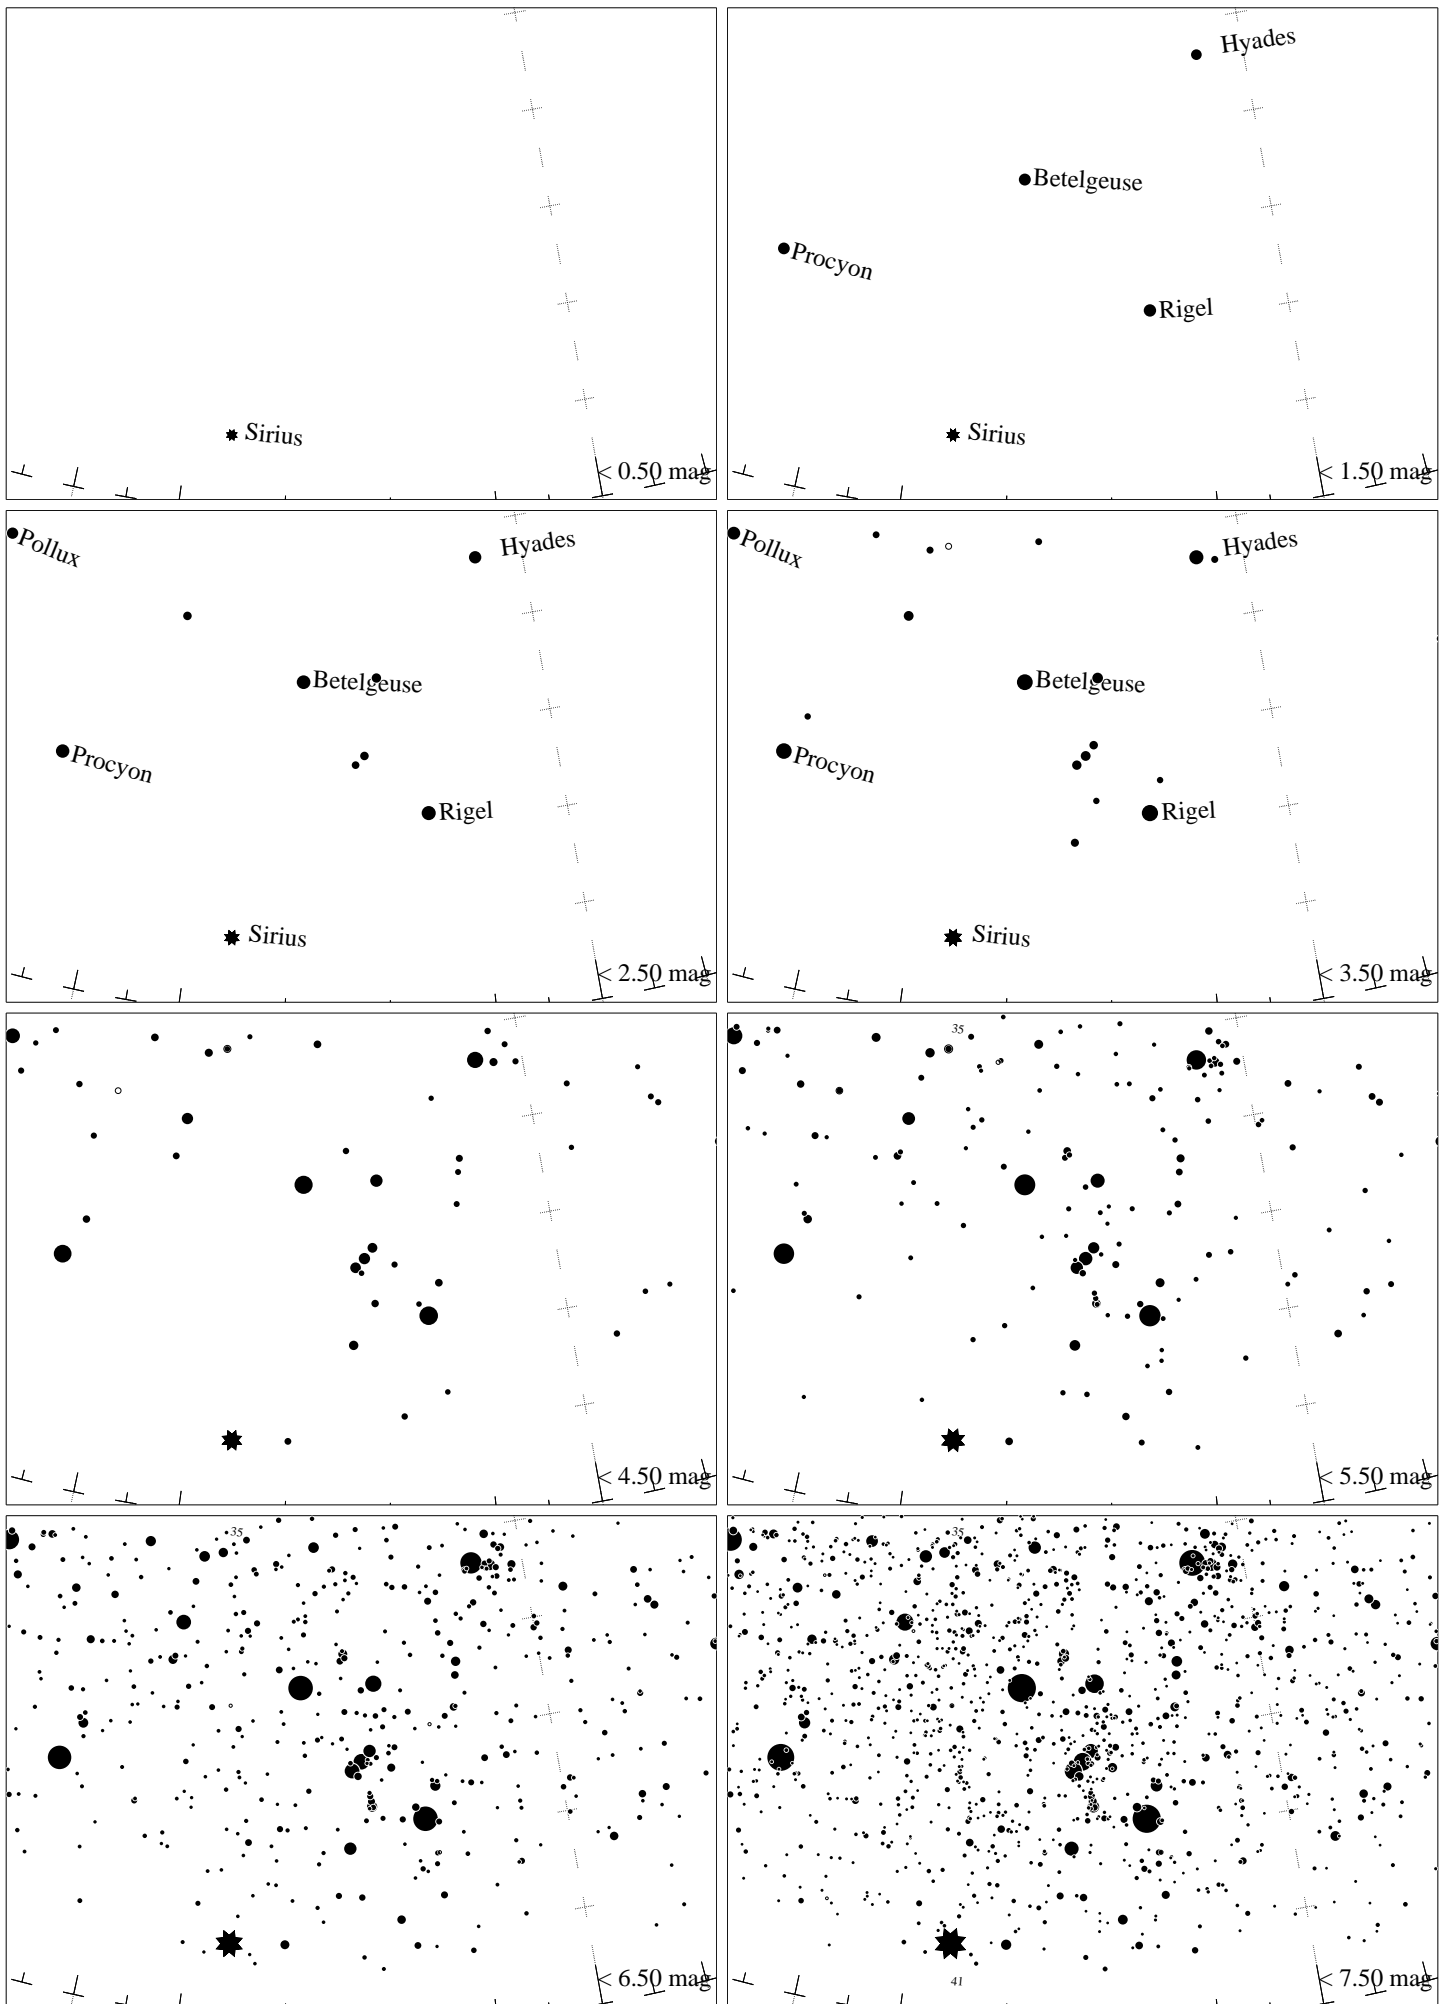 Sirius
< 0.50 mag
Hyades
Betelgeuse
Procyon
Rigel
Sirius
< 1.50 mag
Pollux
Hyades
Betelgeuse
Procyon
Rigel
Sirius
< 2.50 mag
Pollux
Hyades
Betelgeuse
Procyon
Rigel
Sirius
< 3.50 mag
< 4.50 mag
35
< 5.50 mag
35
< 6.50 mag
35
41
< 7.50 mag